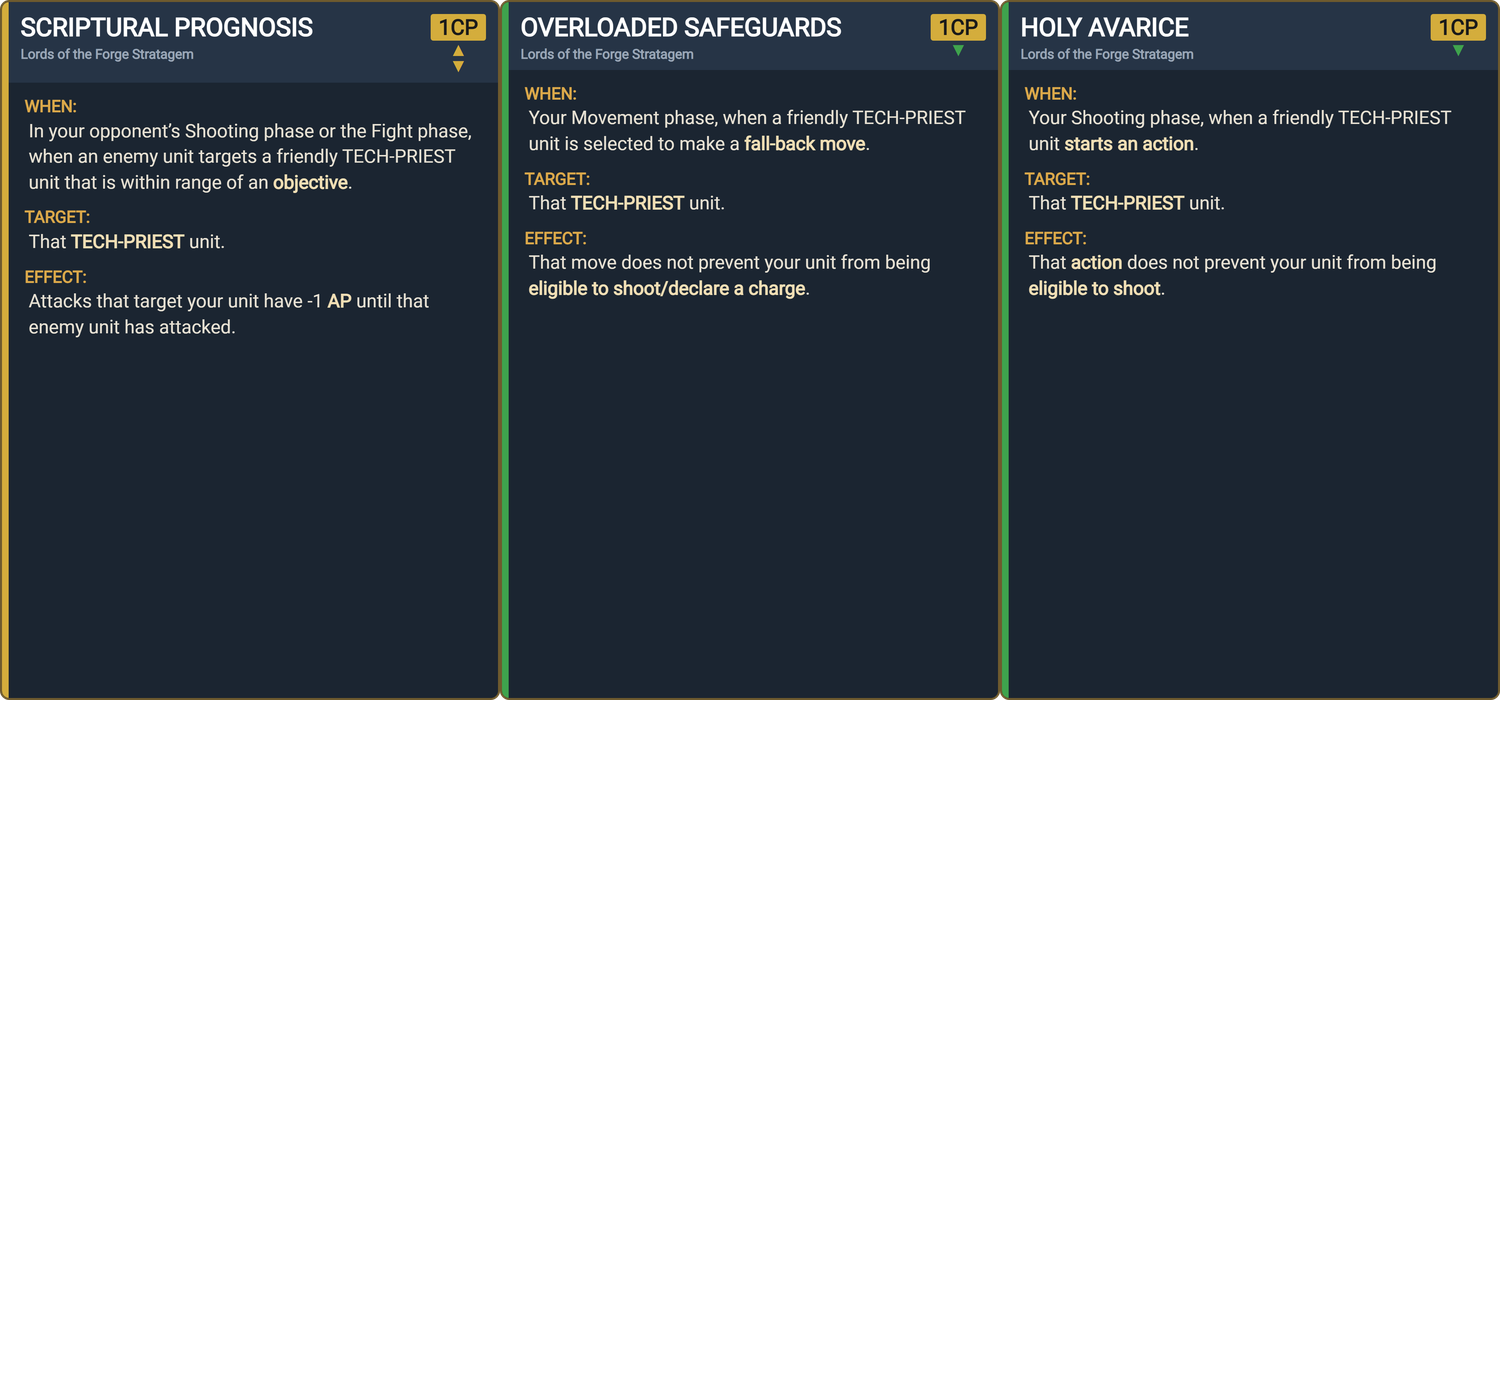 SCRIPTURAL PROGNOSIS
1CP
Lords of the Forge Stratagem
WHEN:
In your opponent’s Shooting phase or the Fight phase,
when an enemy unit targets a friendly TECH-PRIEST
unit that is within range of an objective.
TARGET:
That TECH-PRIEST unit.
EFFECT:
Attacks that target your unit have -1 AP until that
enemy unit has attacked.
OVERLOADED SAFEGUARDS
1CP
Lords of the Forge Stratagem
WHEN:
Your Movement phase, when a friendly TECH-PRIEST
unit is selected to make a fall-back move.
TARGET:
That TECH-PRIEST unit.
EFFECT:
That move does not prevent your unit from being
eligible to shoot/declare a charge.
HOLY AVARICE
1CP
Lords of the Forge Stratagem
WHEN:
Your Shooting phase, when a friendly TECH-PRIEST
unit starts an action.
TARGET:
That TECH-PRIEST unit.
EFFECT:
That action does not prevent your unit from being
eligible to shoot.